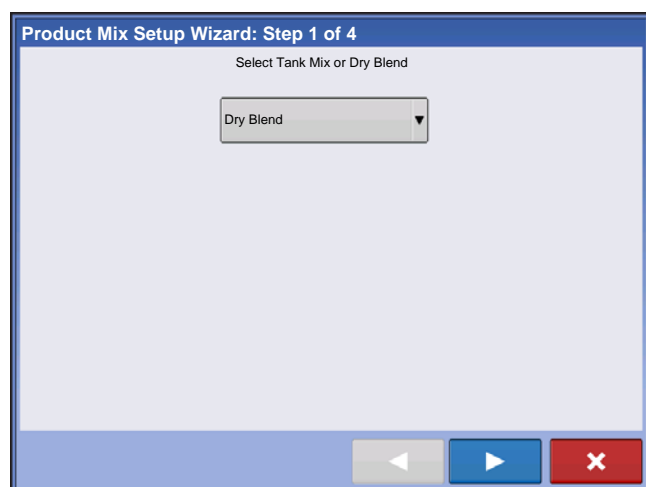 Product Mix Setup Wizard: Step 1 of 4
Select Tank Mix or Dry Blend
Dry Blend